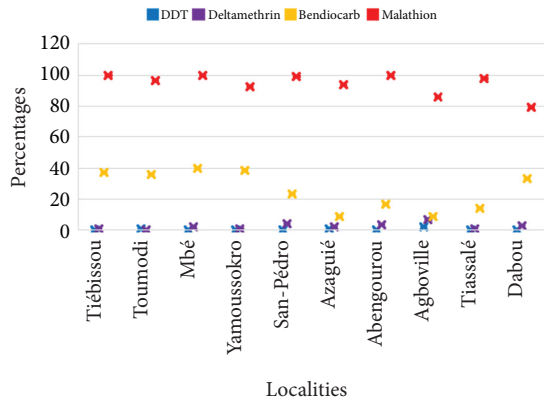 DDT Deltamethrin Bendiocarb Malathion
120
100
80
60
40
20
0
Percentages
Tiébissou
Toumodi
Mbé
Yamoussokro
San-Pédro
Azaguié
Abengourou
Agboville
Tiassalé
Dabou
Localities